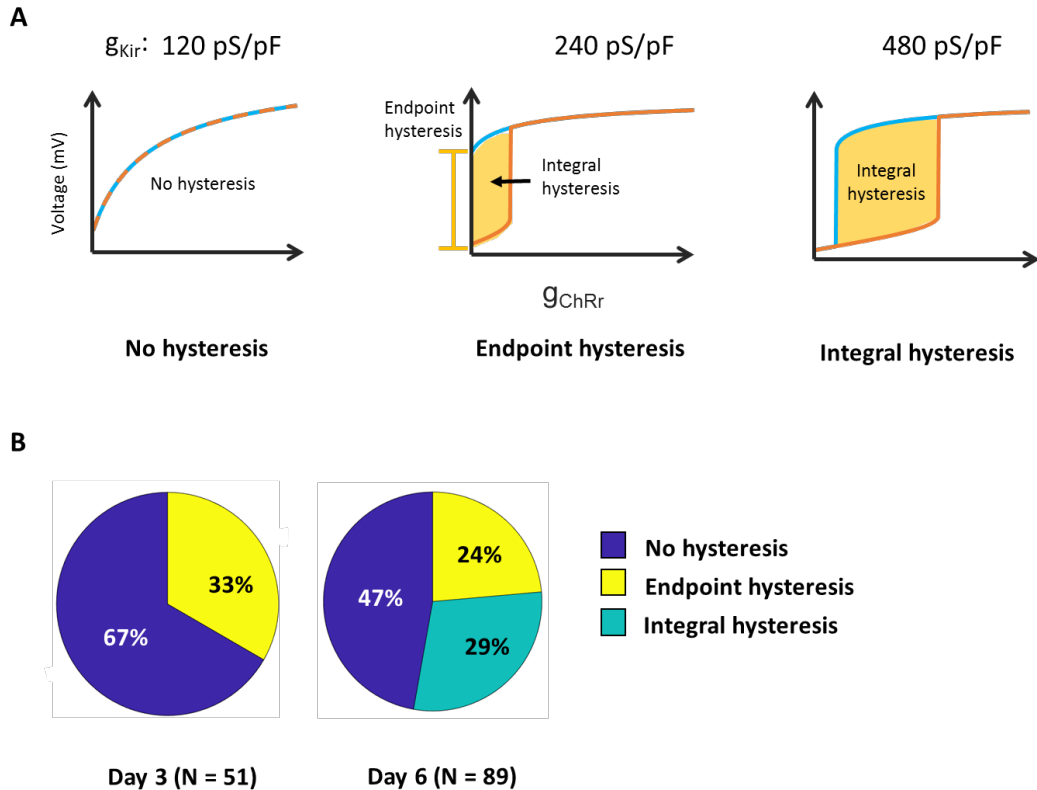 A
gKir: 120 pS/pF
240 pS/pF
480 pS/pF
Voltage (mV)
No hysteresis
Endpoint
hysteresis
Integral
hysteresis
Integral
hysteresis
gChRr
No hysteresis
Endpoint hysteresis
Integral hysteresis
B
67%
33%
47%
24%
29%
No hysteresis
Endpoint hysteresis
Integral hysteresis
Day 3 (N = 51)
Day 6 (N = 89)